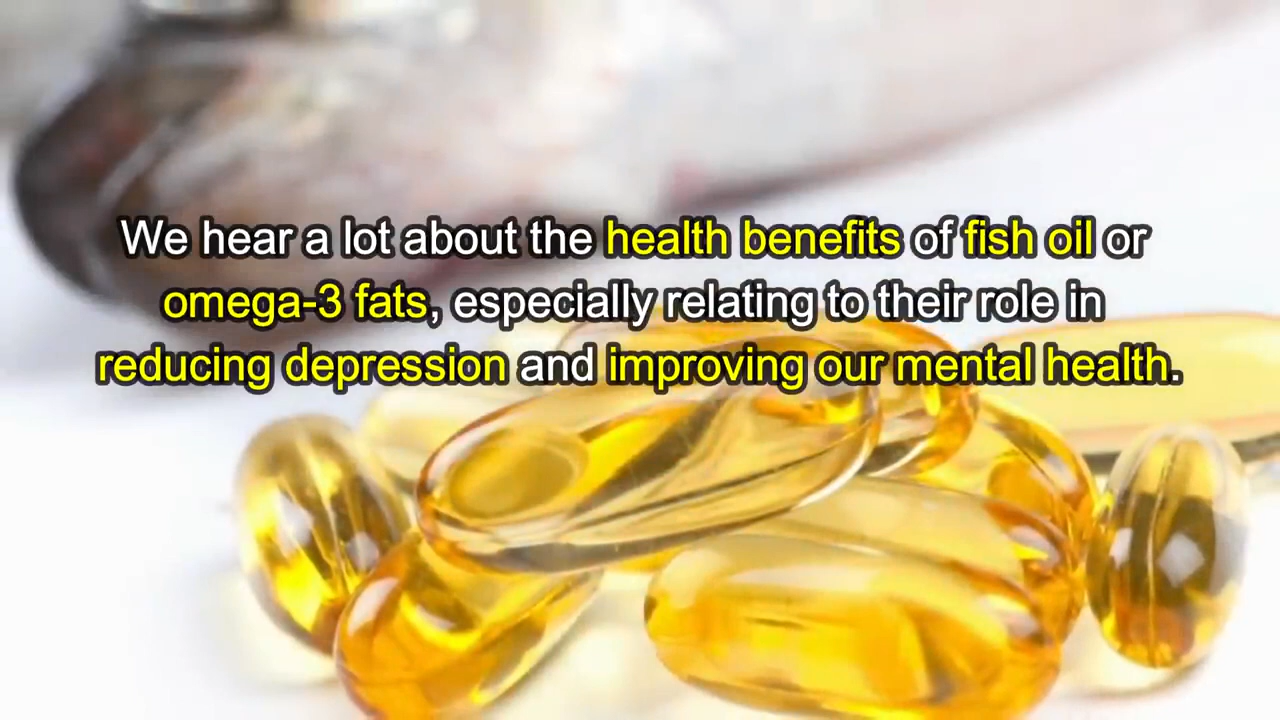 We hear a lot about the health benefits of fish oil or
omega-3 fats, especially relating to their role in
reducing depression and improving our mental health.